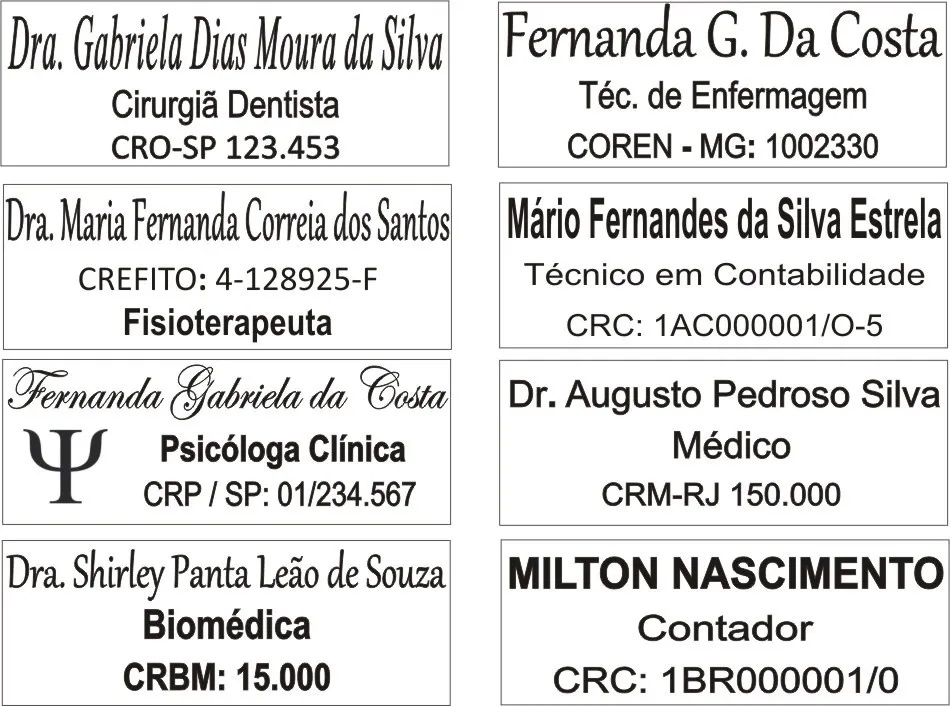 Dra. Gabriela Dias Moura da Silva
Cirurgiã Dentista
CRO-SP 123.453
Fernanda G. Da Costa
Téc. de Enfermagem
COREN - MG: 1002330
Dra. Maria Fernanda Correia dos Santos
CREFITO: 4-128925-F
Fisioterapeuta
Mário Fernandes da Silva Estrela
Técnico em Contabilidade
CRC: 1AC000001/O-5
Fernanda Gabriela da Costa
Ψ
Psicóloga Clínica
CRP / SP: 01/234.567
Dr. Augusto Pedroso Silva
Médico
CRM-RJ 150.000
Dra. Shirley Panta Leão de Souza
Biomédica
CRBM: 15.000
MILTON NASCIMENTO
Contador
CRC: 1BR000001/0